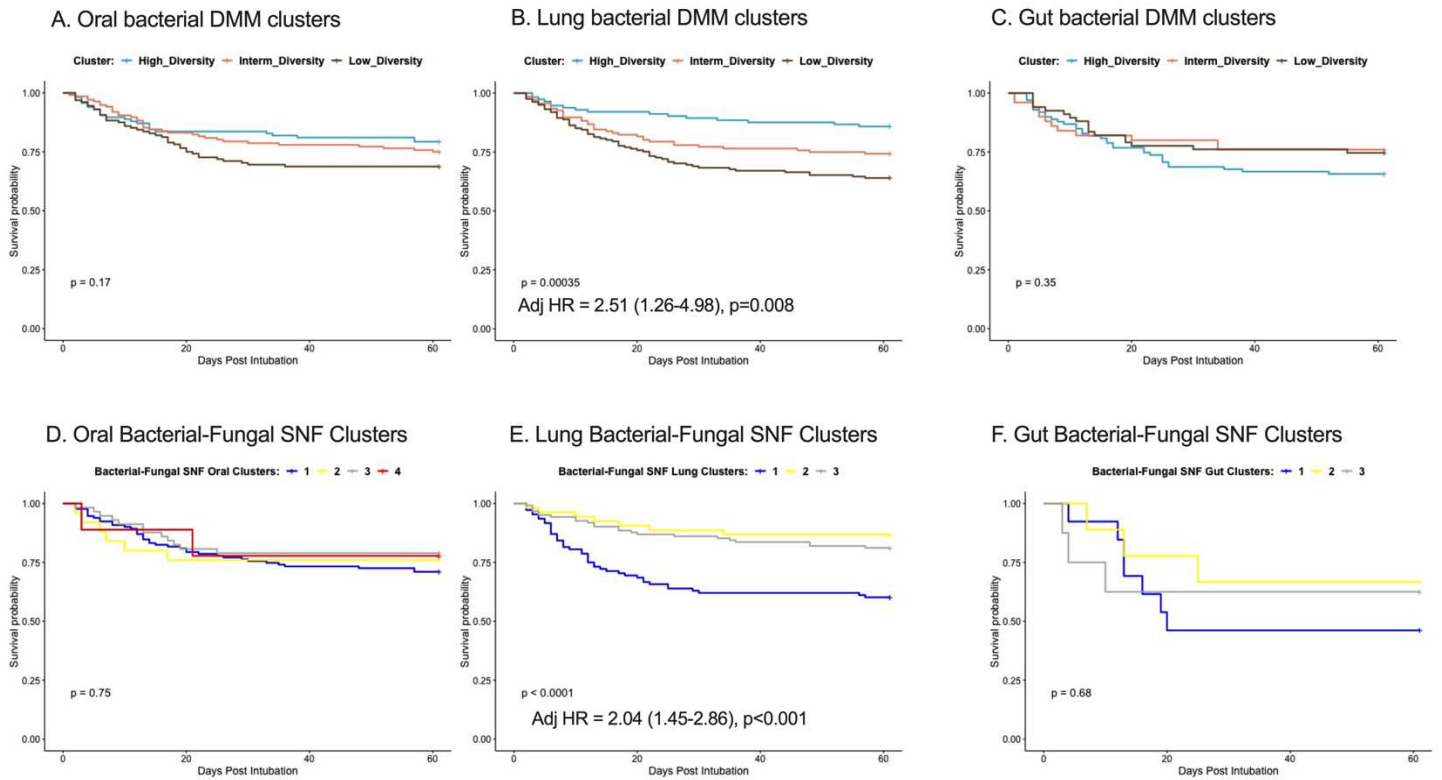 A. Oral bacterial DMM clusters
Cluster: High_Diversity Interm_Diversity Low_Diversity
Survival probability
1.00
0.75
0.50
0.25
0.00
p = 0.17
0 20 40 60
Days Post Intubation
B. Lung bacterial DMM clusters
Cluster: High_Diversity Interm_Diversity Low_Diversity
Survival probability
1.00
0.75
0.50
0.25
0.00
p = 0.00035
Adj HR = 2.51 (1.26-4.98), p=0.008
0 20 40 60
Days Post Intubation
C. Gut bacterial DMM clusters
Cluster: High_Diversity Interm_Diversity Low_Diversity
Survival probability
1.00
0.75
0.50
0.25
0.00
p = 0.35
0 20 40 60
Days Post Intubation
D. Oral Bacterial-Fungal SNF Clusters
Bacterial-Fungal SNF Oral Clusters: 1 2 3 4
Survival probability
1.00
0.75
0.50
0.25
0.00
p = 0.75
0 20 40 60
Days Post Intubation
E. Lung Bacterial-Fungal SNF Clusters
Bacterial-Fungal SNF Lung Clusters: 1 2 3
Survival probability
1.00
0.75
0.50
0.25
0.00
p < 0.0001
Adj HR = 2.04 (1.45-2.86), p<0.001
0 20 40 60
Days Post Intubation
F. Gut Bacterial-Fungal SNF Clusters
Bacterial-Fungal SNF Gut Clusters: 1 2 3
Survival probability
1.00
0.75
0.50
0.25
0.00
p = 0.68
0 20 40 60
Days Post Intubation